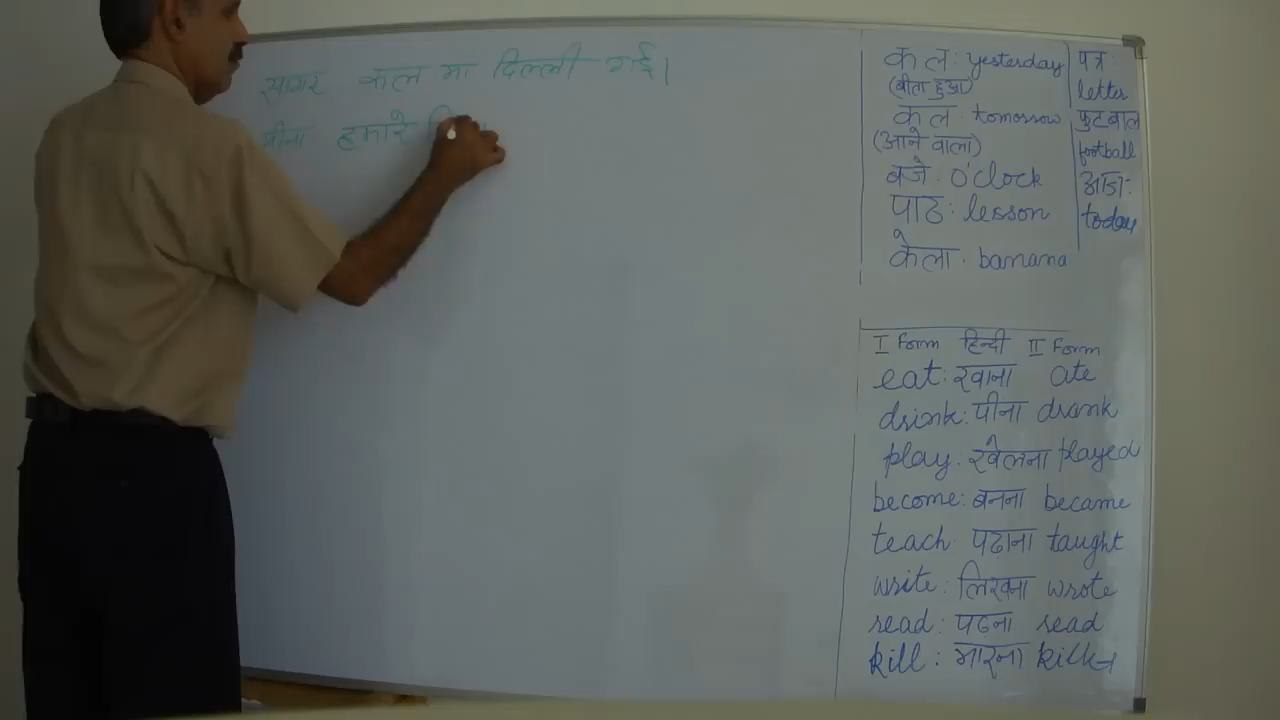 सागर कल मा दिल्ली गई।
मीना हमारे
कल: yesterday
(बीता हुआ)
कल: tomorrow
(आने वाला)
बजे: o'clock
पाठ: lesson
केला: banana
पत्र:
letter
फुटबाल
football
आज:
today
I Form हिन्दी II Form
eat: खाना ate
drink: पीना drank
play: खेलना played
become: बनना became
teach: पढाना taught
write: लिखना wrote
read: पढना read
kill: मारना killed